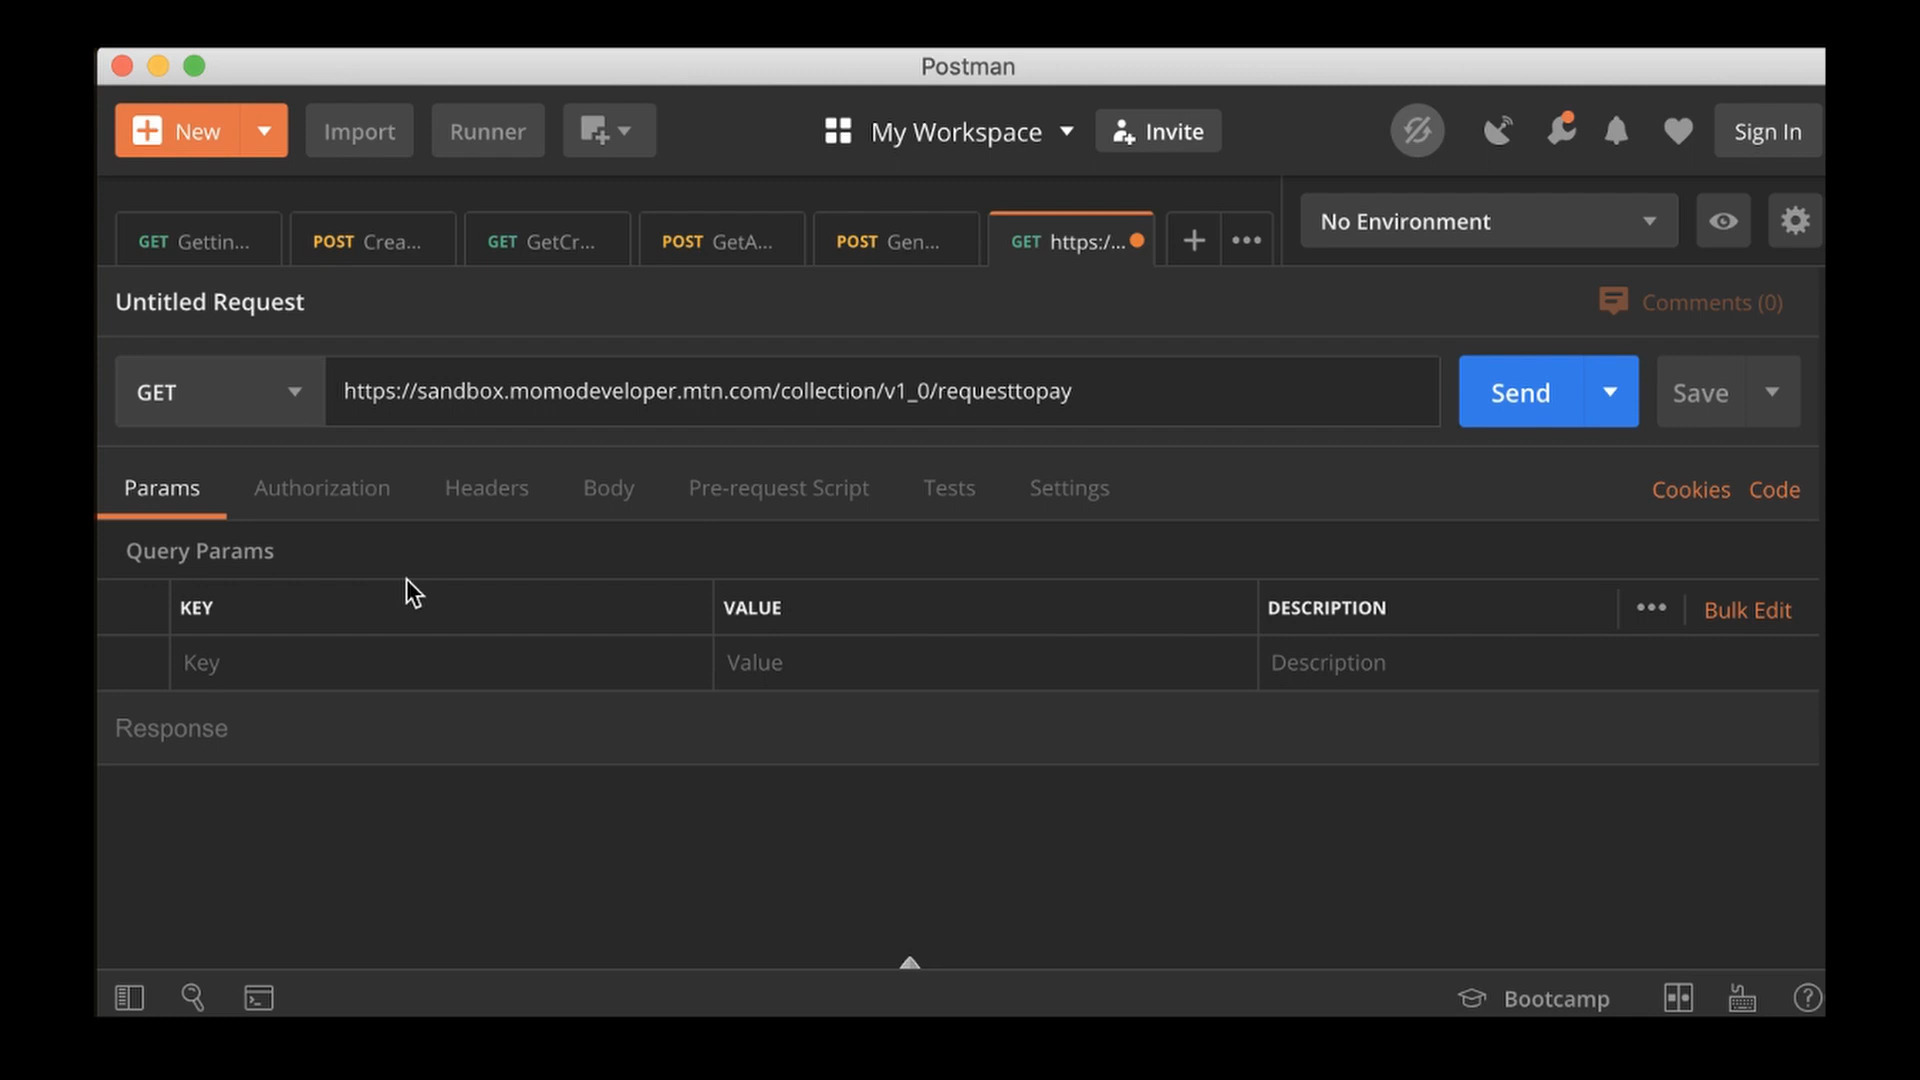 Postman
New Import Runner My Workspace Invite Sign In
GET Gettin... POST Crea... GET GetCr... POST GetA... POST Gen... GET https:/... No Environment
Untitled Request Comments (0)
GET https://sandbox.momodeveloper.mtn.com/collection/v1_0/requesttopay Send Save
Params Authorization Headers Body Pre-request Script Tests Settings Cookies Code
Query Params
KEY VALUE DESCRIPTION Bulk Edit
Key Value Description
Response
Bootcamp